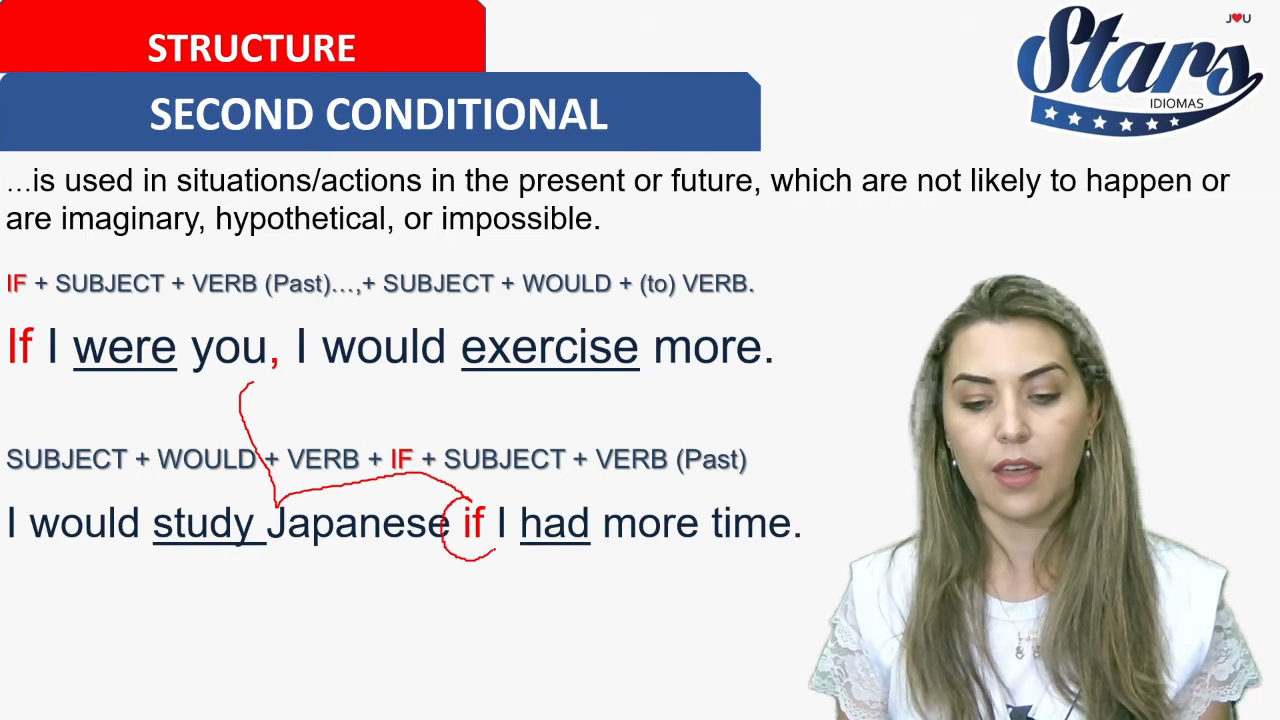 STRUCTURE
J♥U
Stars
IDIOMAS
SECOND CONDITIONAL
...is used in situations/actions in the present or future, which are not likely to happen or
are imaginary, hypothetical, or impossible.
IF + SUBJECT + VERB (Past)...,+ SUBJECT + WOULD + (to) VERB.
If I were you, I would exercise more.
SUBJECT + WOULD + VERB + IF + SUBJECT + VERB (Past)
I would study Japanese if I had more time.